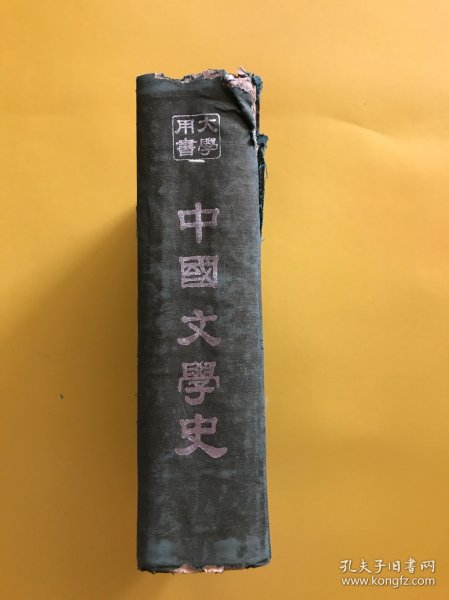 大學
用書
中國文學史
孔夫子旧书网
www.kongfz.com